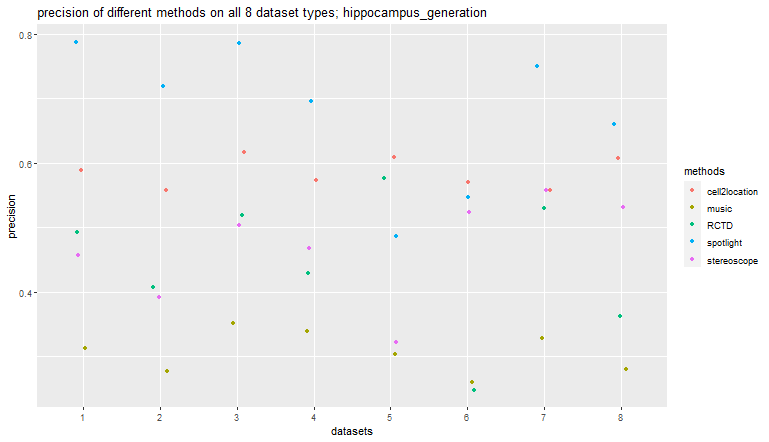 precision of different methods on all 8 dataset types; hippocampus_generation
0.8
0.6
0.4
precision
1 2 3 4 5 6 7 8
datasets
methods
cell2location
music
RCTD
spotlight
stereoscope